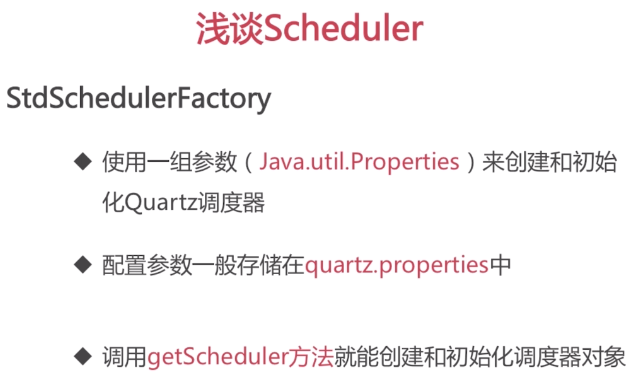 浅谈Scheduler
StdSchedulerFactory
◆ 使用一组参数（Java.util.Properties）来创建和初始
化Quartz调度器
◆ 配置参数一般存储在quartz.properties中
◆ 调用getScheduler方法就能创建和初始化调度器对象